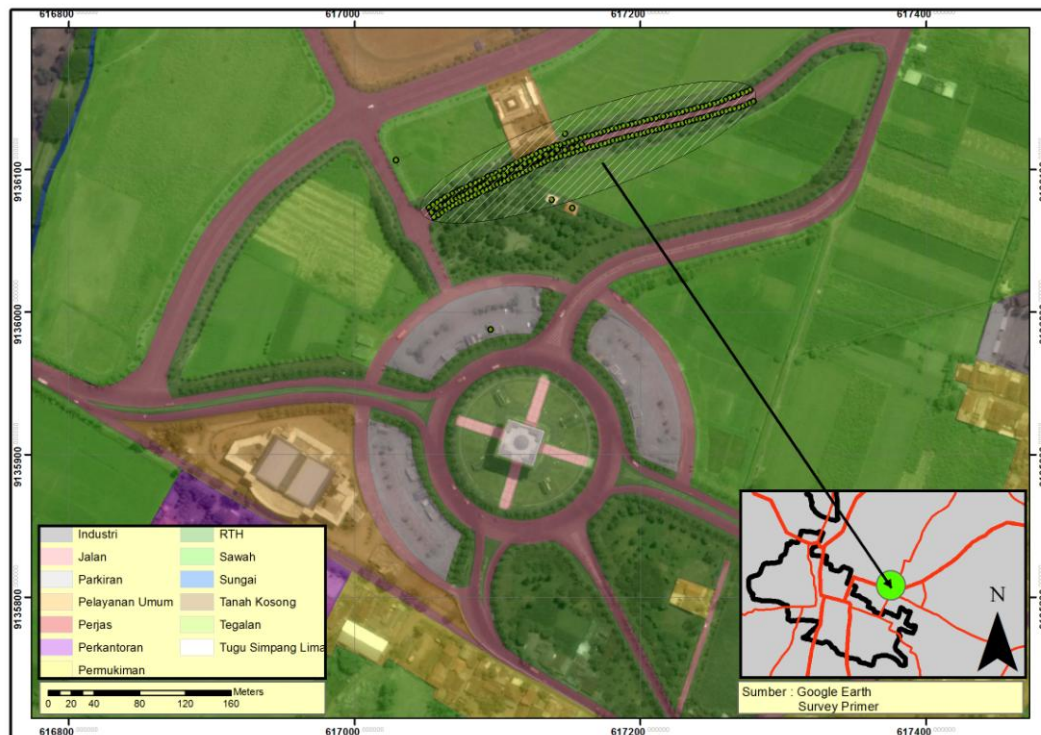 616800 617000 617200 617400
9136100
9136000
9135900
9135800
Industri
Jalan
Parkiran
Pelayanan Umum
Perjas
Perkantoran
Permukiman
RTH
Sawah
Sungai
Tanah Kosong
Tegalan
Tugu Simpang Lima
0 20 40 80 120 160
Meters
N
Sumber : Google Earth
Survey Primer
616800 617000 617200 617400